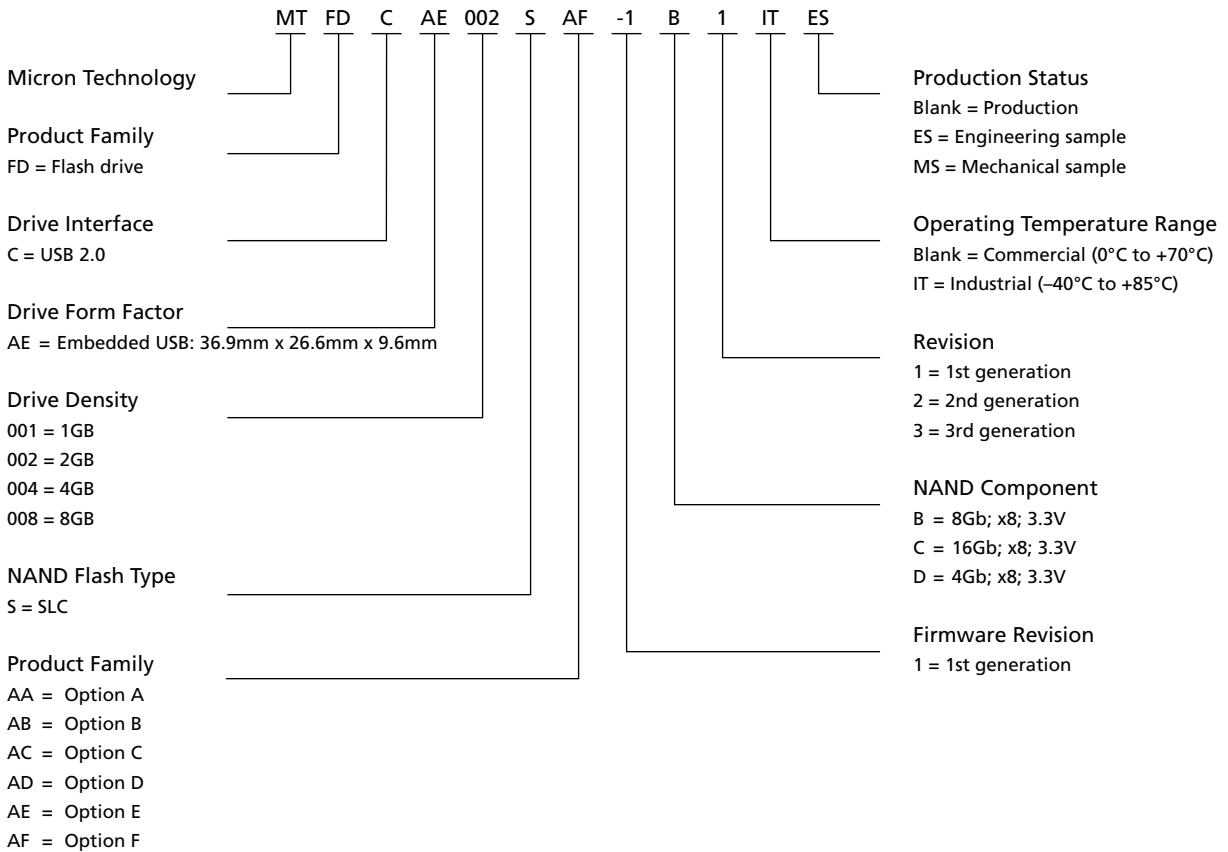 MT FD C AE 002 S AF -1 B 1 IT ES
Micron Technology
Product Family
FD = Flash drive
Drive Interface
C = USB 2.0
Drive Form Factor
AE = Embedded USB: 36.9mm x 26.6mm x 9.6mm
Drive Density
001 = 1GB
002 = 2GB
004 = 4GB
008 = 8GB
NAND Flash Type
S = SLC
Product Family
AA = Option A
AB = Option B
AC = Option C
AD = Option D
AE = Option E
AF = Option F
Production Status
Blank = Production
ES = Engineering sample
MS = Mechanical sample
Operating Temperature Range
Blank = Commercial (0°C to +70°C)
IT = Industrial (–40°C to +85°C)
Revision
1 = 1st generation
2 = 2nd generation
3 = 3rd generation
NAND Component
B = 8Gb; x8; 3.3V
C = 16Gb; x8; 3.3V
D = 4Gb; x8; 3.3V
Firmware Revision
1 = 1st generation